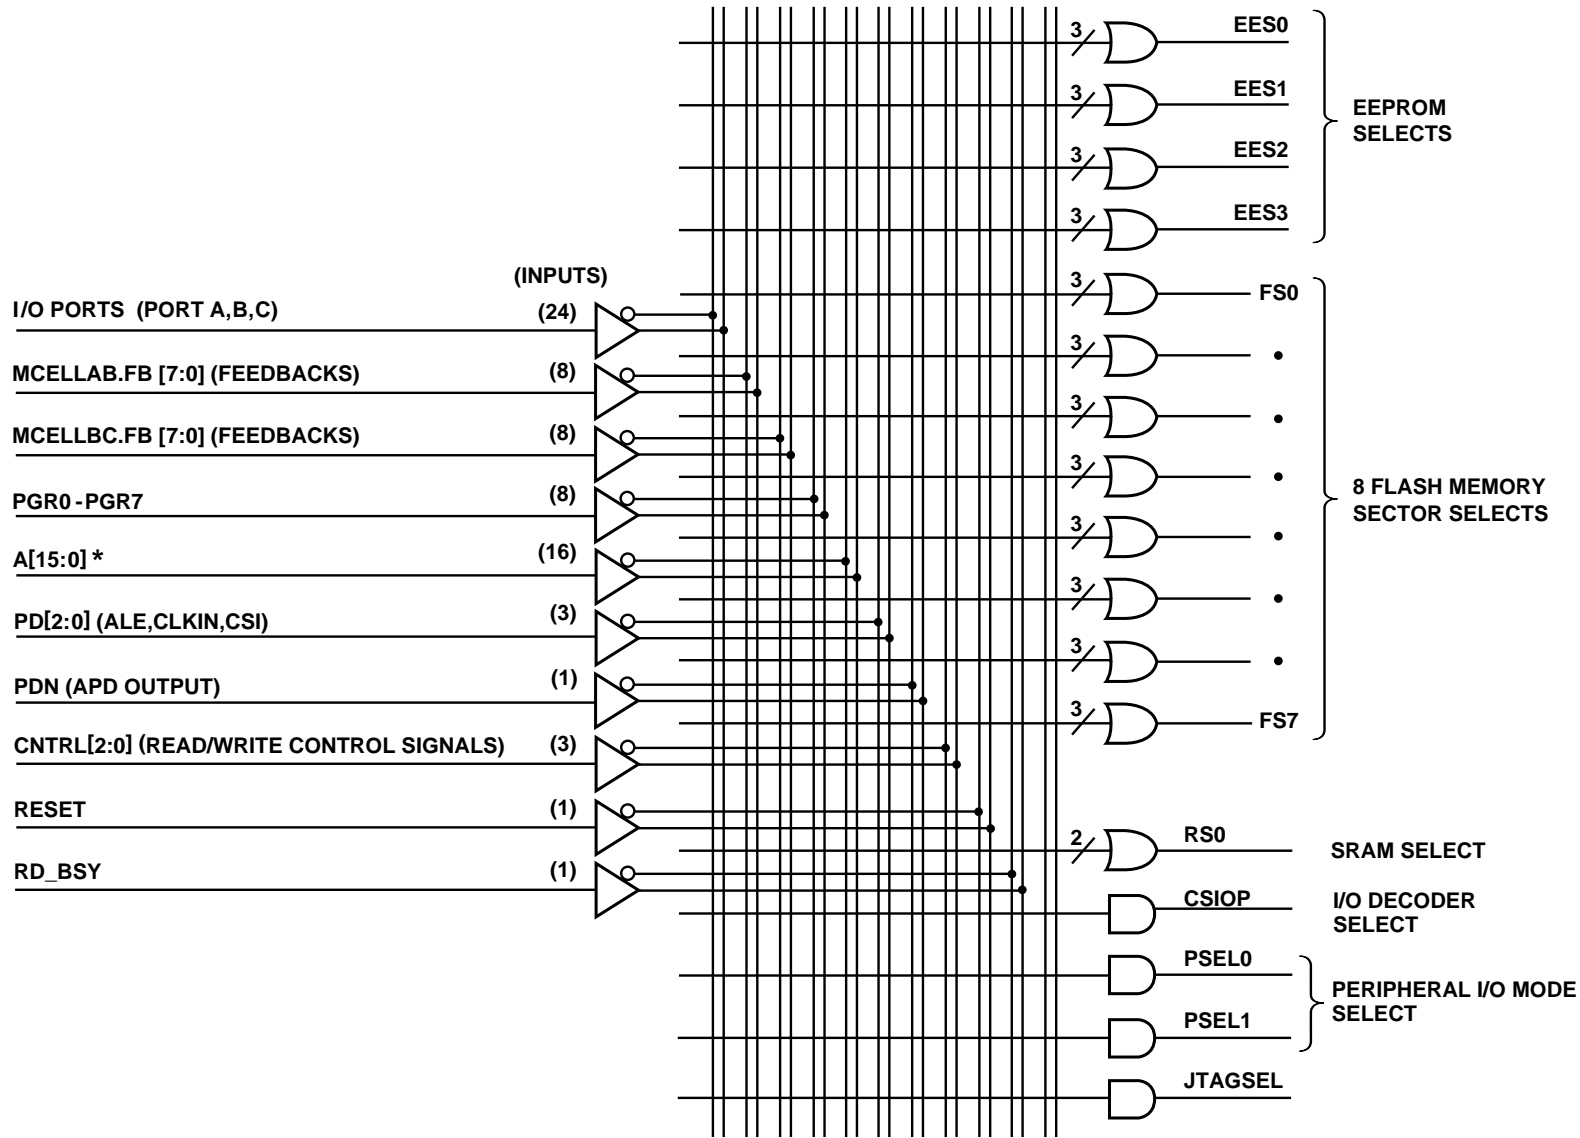 3 EES0
3 EES1
EEPROM
SELECTS
3 EES2
3 EES3
(INPUTS)
3 FS0
I/O PORTS (PORT A,B,C) (24)
3
MCELLAB.FB [7:0] (FEEDBACKS) (8)
3
MCELLBC.FB [7:0] (FEEDBACKS) (8)
3
8 FLASH MEMORY
SECTOR SELECTS
PGR0 - PGR7 (8)
3
A[15:0] * (16)
3
PD[2:0] (ALE,CLKIN,CSI) (3)
3
PDN (APD OUTPUT) (1)
3 FS7
CNTRL[2:0] (READ/WRITE CONTROL SIGNALS) (3)
RESET (1)
2 RS0 SRAM SELECT
RD_BSY (1)
CSIOP I/O DECODER
SELECT
PSEL0
PERIPHERAL I/O MODE
SELECT
PSEL1
JTAGSEL